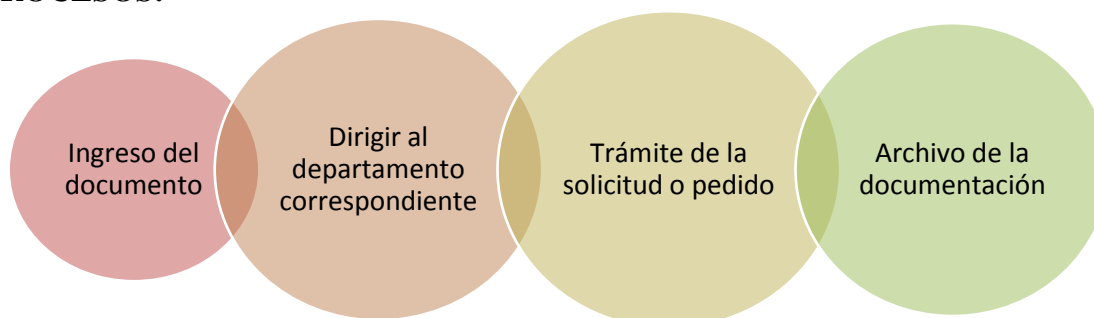 Ingreso del
documento
Dirigir al
departamento
correspondiente
Trámite de la
solicitud o pedido
Archivo de la
documentación